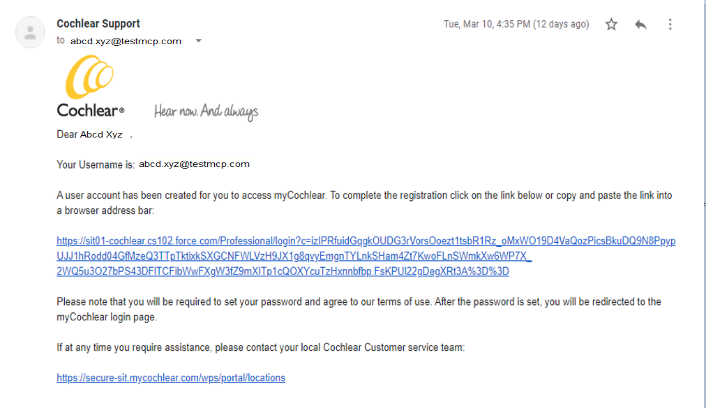 Cochlear Support
Tue, Mar 10, 4:35 PM (12 days ago)
to abcd.xyz@testmcp.com
Cochlear®
Hear now. And always
Dear Abcd Xyz .
Your Username is: abcd.xyz@testmcp.com
A user account has been created for you to access myCochlear. To complete the registration click on the link below or copy and paste the link into
a browser address bar:
https://sit01-cochlear.cs102.force.com/Professional/login?c=izlPRfuidGqgkOUDG3rVorsOoezt1tsbR1Rz_oMxWO19D4VaQozPicsBkuDQ9N8Ppyp
UJJ1hRodd04GfMzeQ3TTpTktixkSXGCNFWLVzH9JX1g8qvyEmgnTYLnkSHam4Zt7KwoFLnSWmkXw6WP7X_
2WQ5u3O27bPS43DFlTCFibWwFXgW3fZ9mXlTp1cQOXYcuTzHxnnbfbp.FsKPUl22gDegXRt3A%3D%3D
Please note that you will be required to set your password and agree to our terms of use. After the password is set, you will be redirected to the
myCochlear login page.
If at any time you require assistance, please contact your local Cochlear Customer service team:
https://secure-sit.mycochlear.com/wps/portal/locations